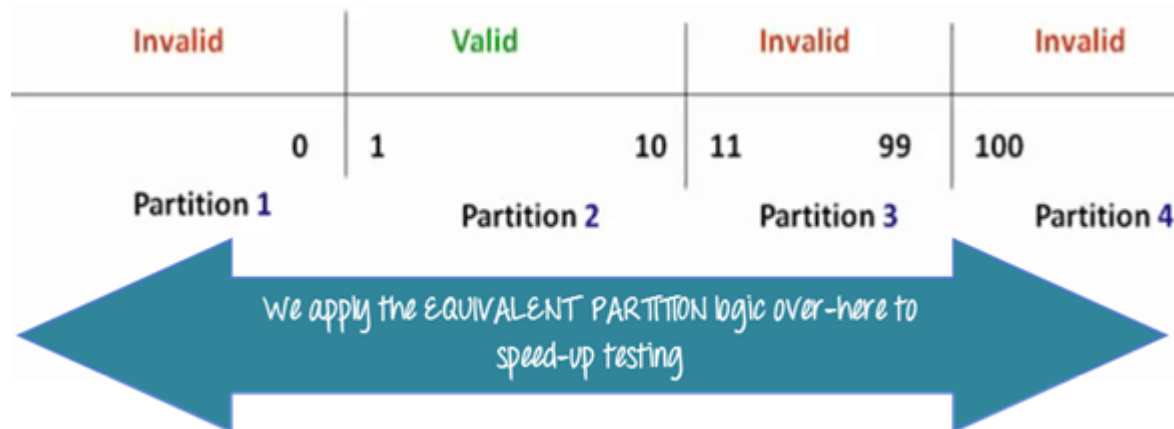 Invalid Valid Invalid Invalid
0 1 10 11 99 100
Partition 1 Partition 2 Partition 3 Partition 4
We apply the EQUIVALENT PARTITION logic over-here to
speed-up testing